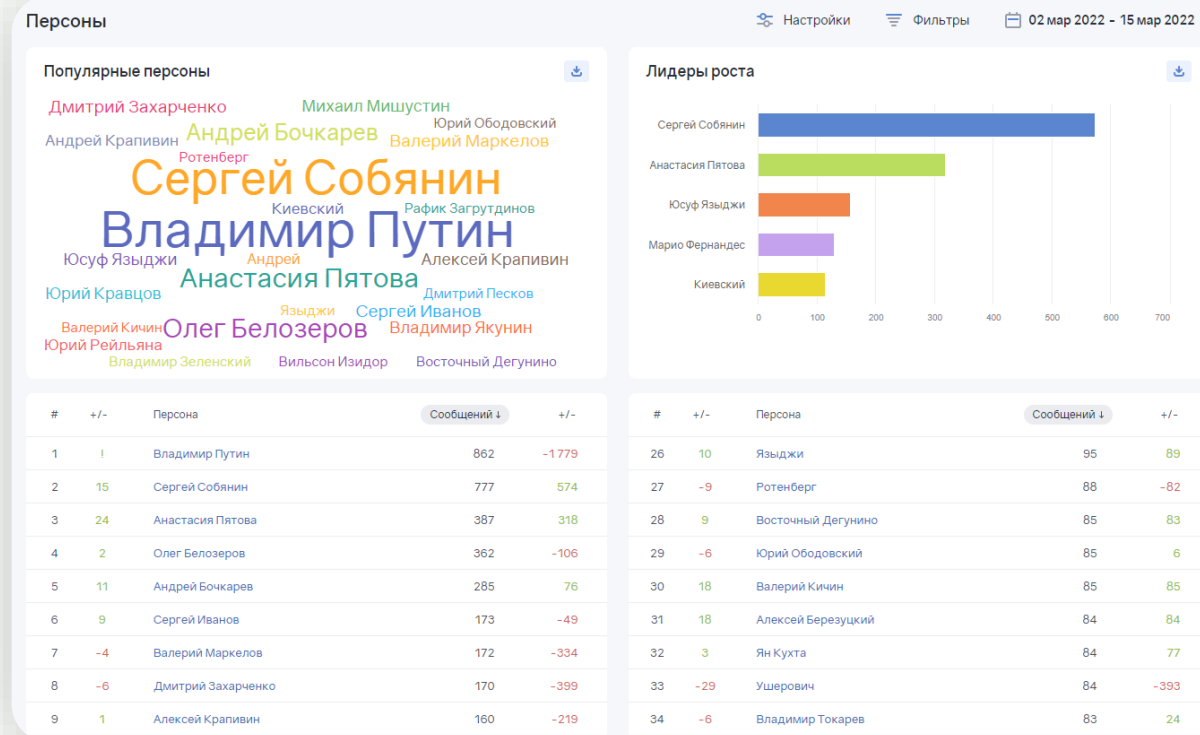 Персоны
Настройки
Фильтры
02 мар 2022 - 15 мар 2022
Популярные персоны
Дмитрий Захарченко
Михаил Мишустин
Юрий Ободовский
Андрей Крапивин
Андрей Бочкарев
Валерий Маркелов
Ротенберг
Сергей Собянин
Киевский
Рафик Загрутдинов
Владимир Путин
Юсуф Языджи
Андрей
Алексей Крапивин
Анастасия Пятова
Юрий Кравцов
Дмитрий Песков
Языджи
Сергей Иванов
Валерий Кичин
Олег Белозеров
Владимир Якунин
Юрий Рейльяна
Владимир Зеленский
Вильсон Изидор
Восточный Дегунино
Лидеры роста
Сергей Собянин
Анастасия Пятова
Юсуф Языджи
Марио Фернандес
Киевский
0 100 200 300 400 500 600 700
# +/- Персона Сообщений ↓ +/-
1 ! Владимир Путин 862 -1 779
2 15 Сергей Собянин 777 574
3 24 Анастасия Пятова 387 318
4 2 Олег Белозеров 362 -106
5 11 Андрей Бочкарев 285 76
6 9 Сергей Иванов 173 -49
7 -4 Валерий Маркелов 172 -334
8 -6 Дмитрий Захарченко 170 -399
9 1 Алексей Крапивин 160 -219
# +/- Персона Сообщений ↓ +/-
26 10 Языджи 95 89
27 -9 Ротенберг 88 -82
28 9 Восточный Дегунино 85 83
29 -6 Юрий Ободовский 85 6
30 18 Валерий Кичин 85 85
31 18 Алексей Березуцкий 84 84
32 3 Ян Кухта 84 77
33 -29 Ушерович 84 -393
34 -6 Владимир Токарев 83 24